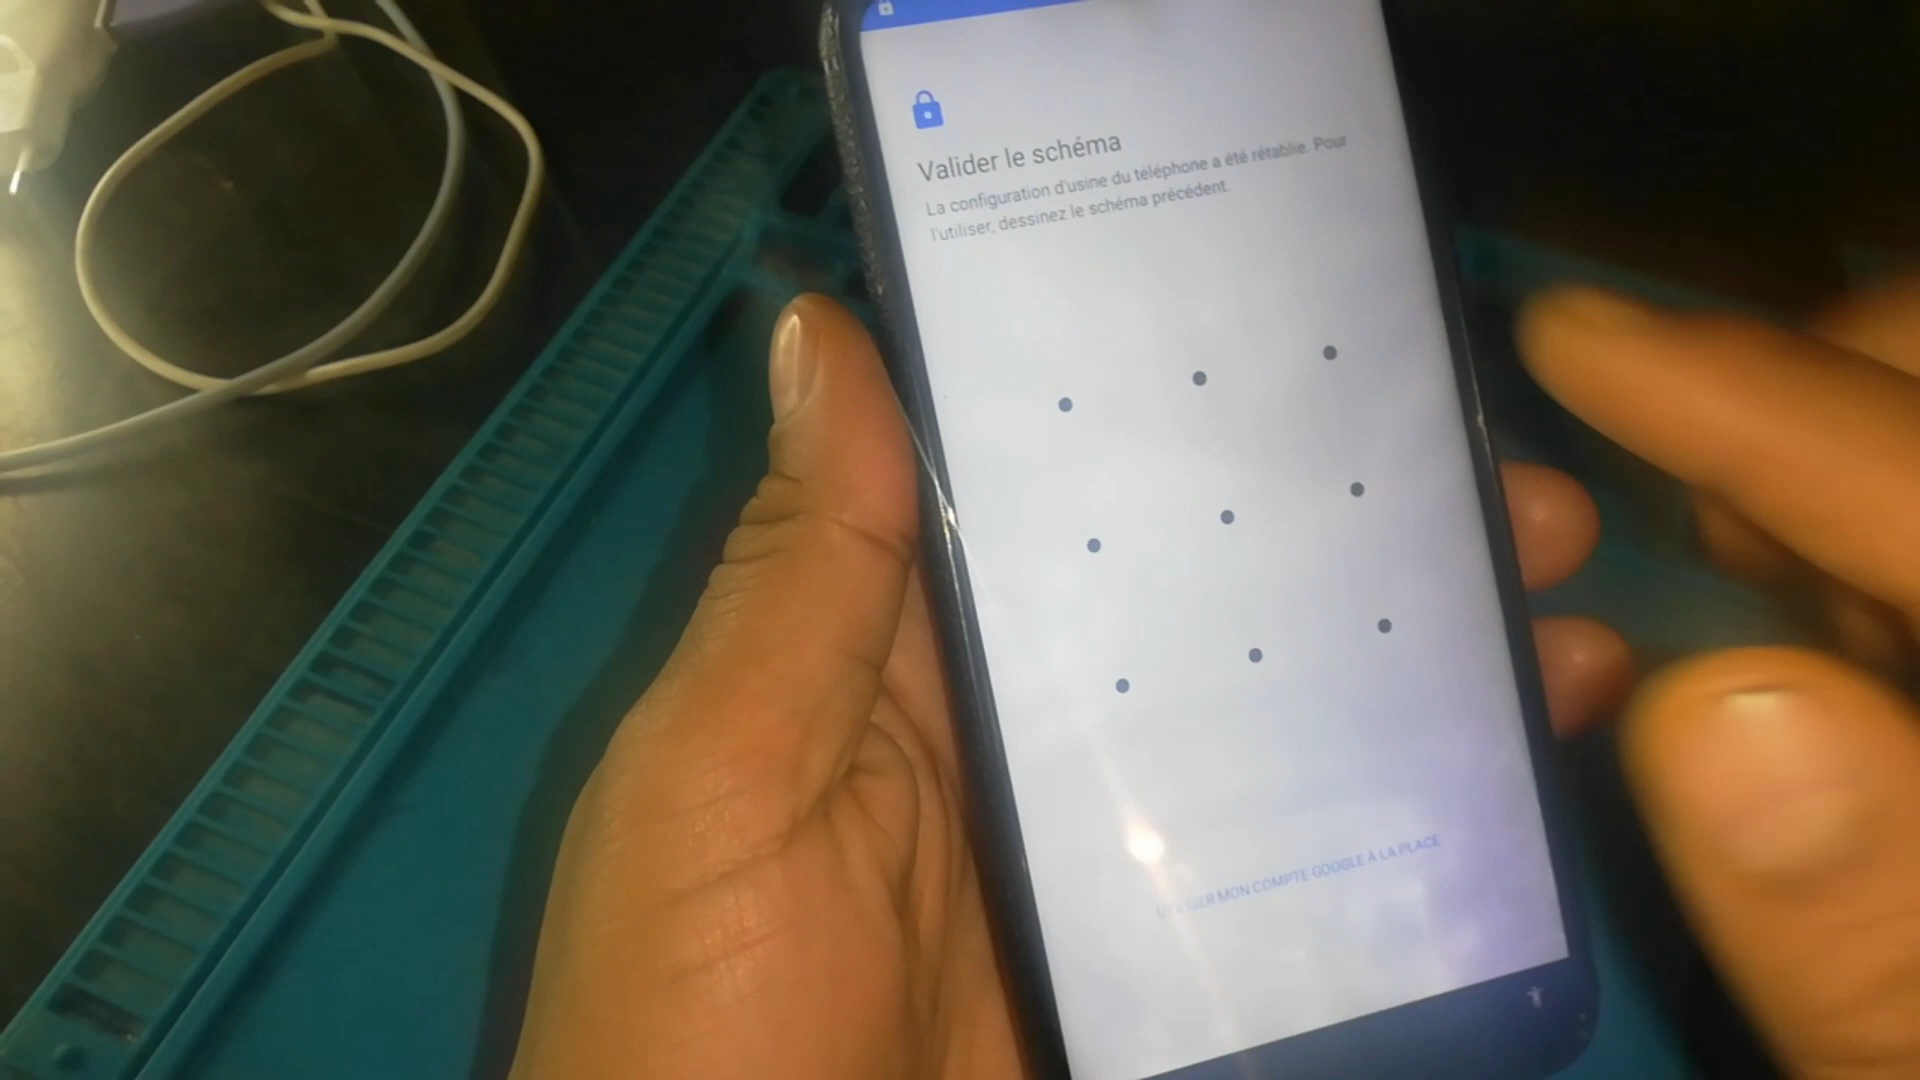 Valider le schéma
La configuration d'usine du téléphone a été rétablie. Pour
l'utiliser, dessinez le schéma précédent.
UTILISER MON COMPTE GOOGLE À LA PLACE